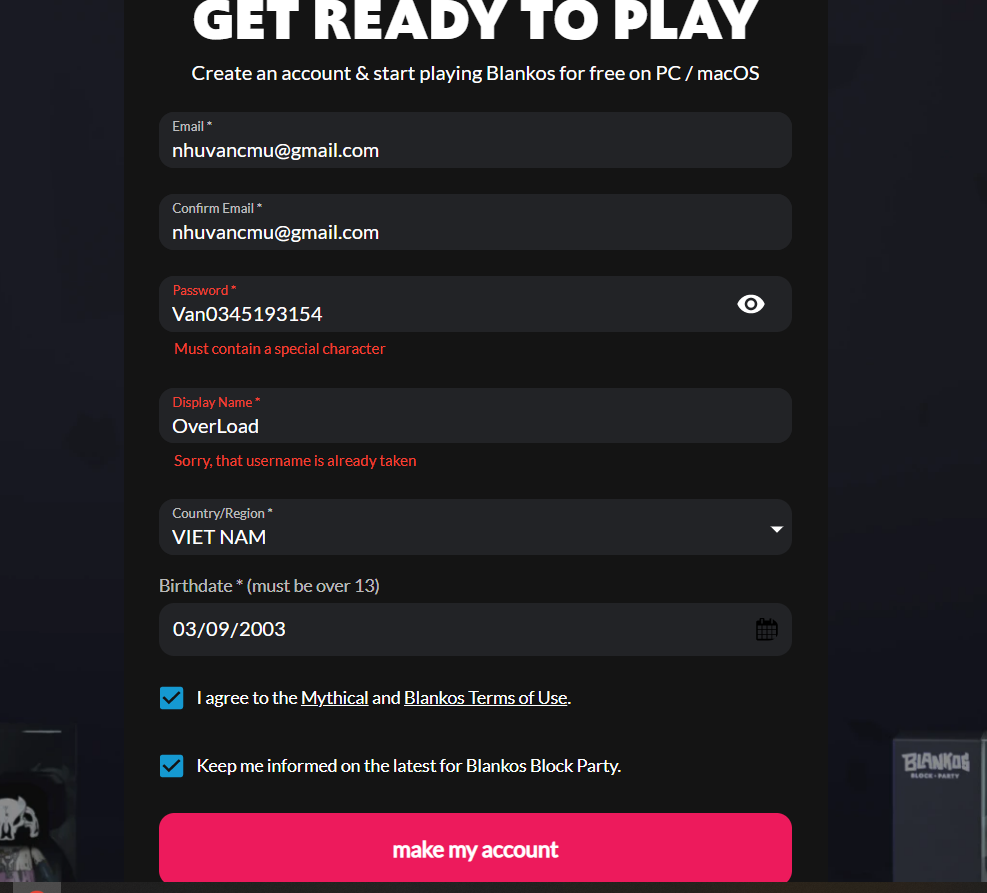 GET READY TO PLAY
Create an account & start playing Blankos for free on PC / macOS
Email *
nhuvancmu@gmail.com
Confirm Email *
nhuvancmu@gmail.com
Password *
Van0345193154
Must contain a special character
Display Name *
OverLoad
Sorry, that username is already taken
Country/Region *
VIET NAM
Birthdate * (must be over 13)
03/09/2003
I agree to the Mythical and Blankos Terms of Use.
Keep me informed on the latest for Blankos Block Party.
BLANKOS
BLOCK • PARTY
make my account